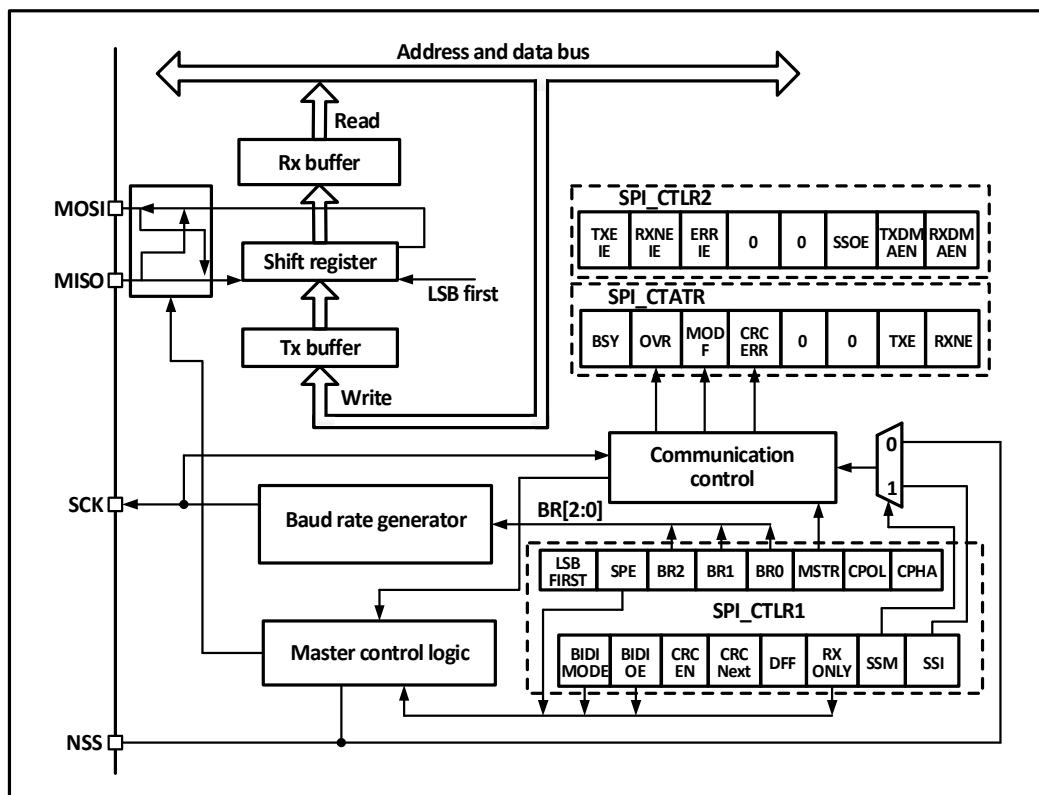 Address and data bus
Read
Rx buffer
MOSI
MISO
Shift register
LSB first
Tx buffer
Write
SPI_CTLR2
TXE
IE
RXNE
IE
ERR
IE
0
0
SSOE
TXDM
AEN
RXDM
AEN
SPI_CTATR
BSY
OVR
MOD
F
CRC
ERR
0
0
TXE
RXNE
Communication
control
0
1
SCK
Baud rate generator
BR[2:0]
LSB
FIRST
SPE
BR2
BR1
BR0
MSTR
CPOL
CPHA
SPI_CTLR1
Master control logic
BIDI
MODE
BIDI
OE
CRC
EN
CRC
Next
DFF
RX
ONLY
SSM
SSI
NSS